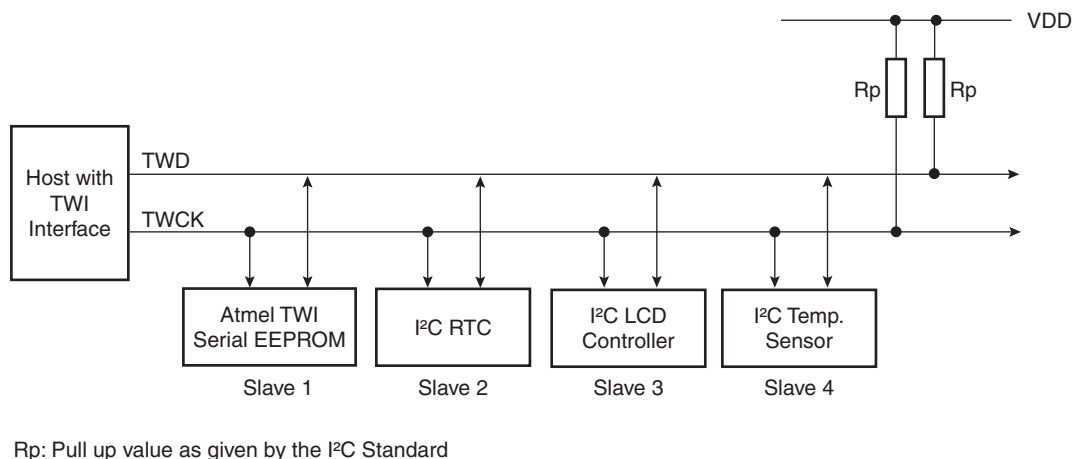 VDD
Rp
Rp
Host with
TWI
Interface
TWD
TWCK
Atmel TWI
Serial EEPROM
I²C RTC
I²C LCD
Controller
I²C Temp.
Sensor
Slave 1
Slave 2
Slave 3
Slave 4
Rp: Pull up value as given by the I²C Standard